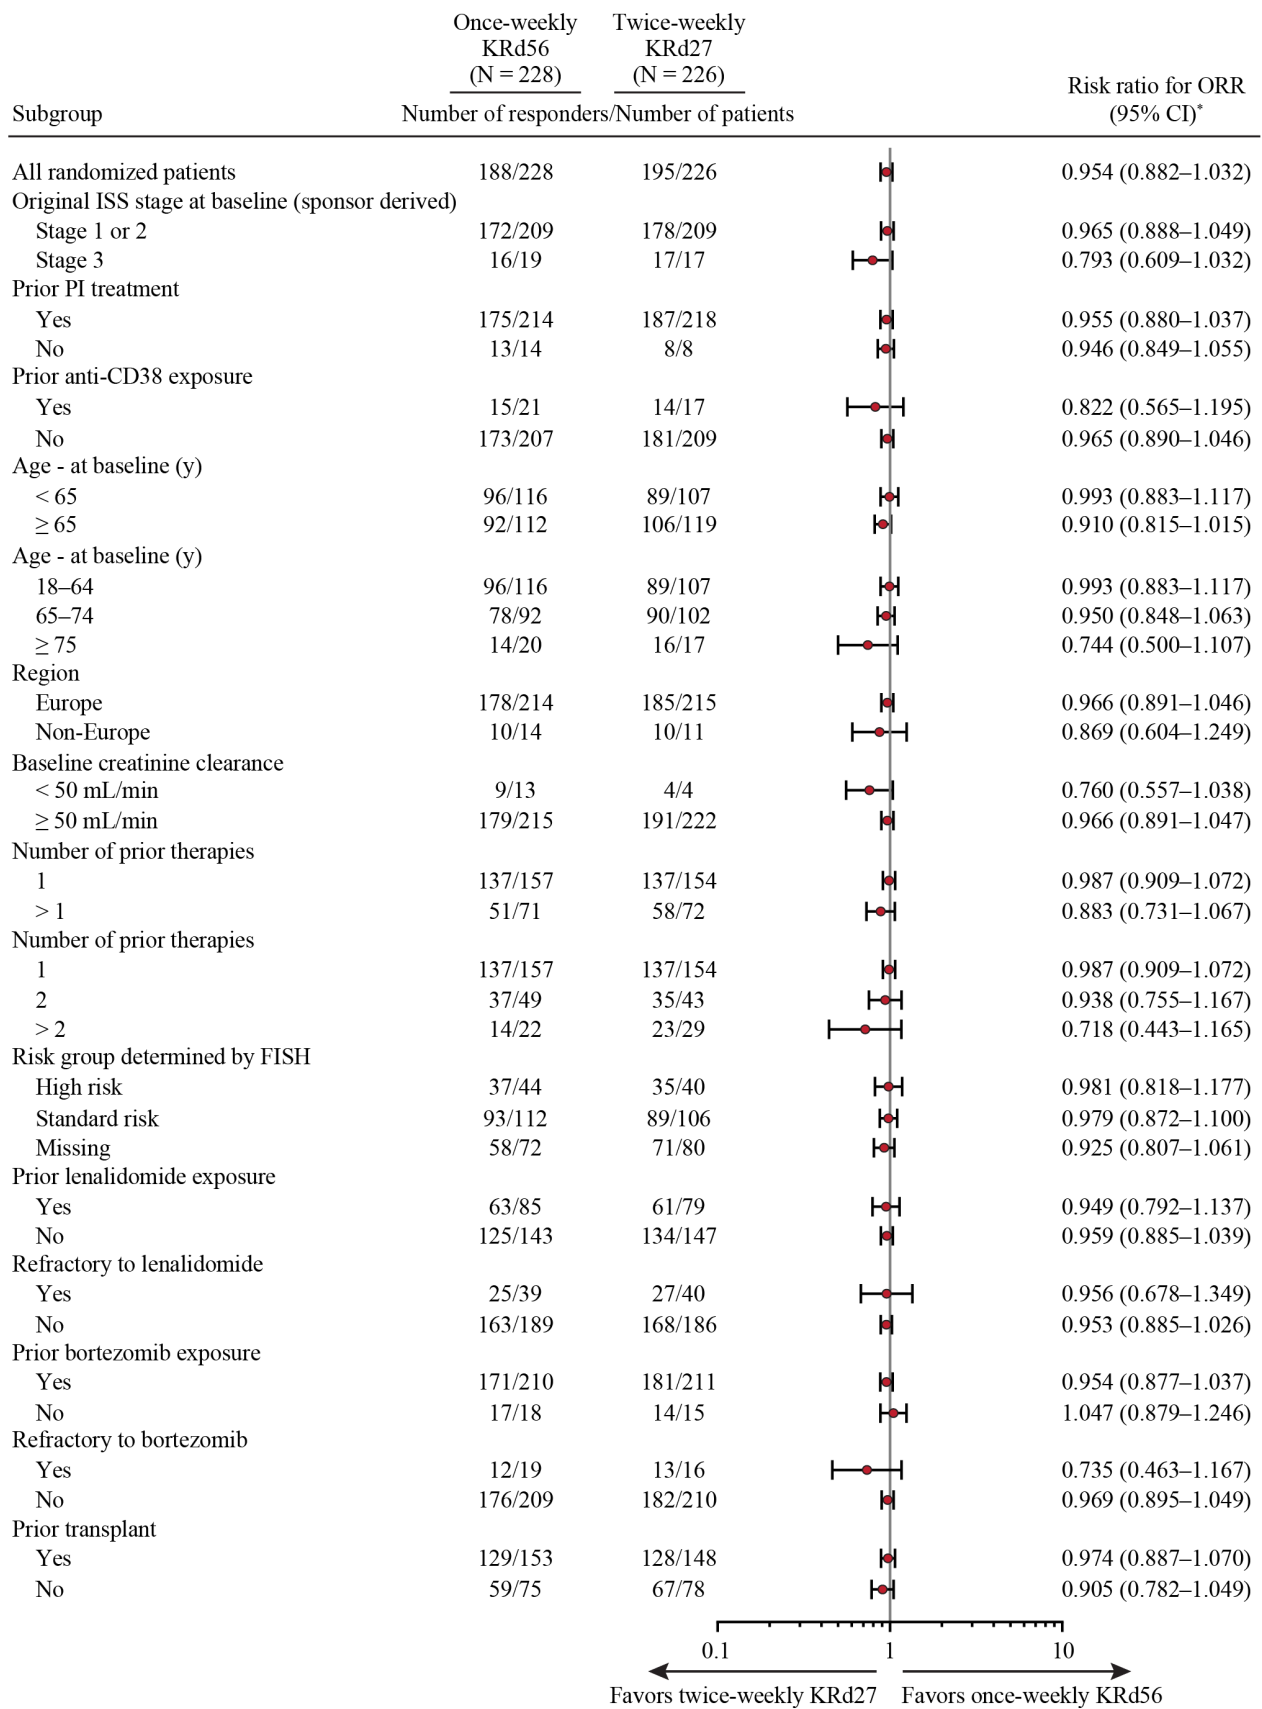 Once-weekly Twice-weekly
KRd56 KRd27
(N = 228) (N = 226)
Risk ratio for ORR
Subgroup Number of responders/Number of patients (95% CI)*
All randomized patients 188/228 195/226 0.954 (0.882–1.032)
Original ISS stage at baseline (sponsor derived)
Stage 1 or 2 172/209 178/209 0.965 (0.888–1.049)
Stage 3 16/19 17/17 0.793 (0.609–1.032)
Prior PI treatment
Yes 175/214 187/218 0.955 (0.880–1.037)
No 13/14 8/8 0.946 (0.849–1.055)
Prior anti-CD38 exposure
Yes 15/21 14/17 0.822 (0.565–1.195)
No 173/207 181/209 0.965 (0.890–1.046)
Age - at baseline (y)
< 65 96/116 89/107 0.993 (0.883–1.117)
≥ 65 92/112 106/119 0.910 (0.815–1.015)
Age - at baseline (y)
18–64 96/116 89/107 0.993 (0.883–1.117)
65–74 78/92 90/102 0.950 (0.848–1.063)
≥ 75 14/20 16/17 0.744 (0.500–1.107)
Region
Europe 178/214 185/215 0.966 (0.891–1.046)
Non-Europe 10/14 10/11 0.869 (0.604–1.249)
Baseline creatinine clearance
< 50 mL/min 9/13 4/4 0.760 (0.557–1.038)
≥ 50 mL/min 179/215 191/222 0.966 (0.891–1.047)
Number of prior therapies
1 137/157 137/154 0.987 (0.909–1.072)
> 1 51/71 58/72 0.883 (0.731–1.067)
Number of prior therapies
1 137/157 137/154 0.987 (0.909–1.072)
2 37/49 35/43 0.938 (0.755–1.167)
> 2 14/22 23/29 0.718 (0.443–1.165)
Risk group determined by FISH
High risk 37/44 35/40 0.981 (0.818–1.177)
Standard risk 93/112 89/106 0.979 (0.872–1.100)
Missing 58/72 71/80 0.925 (0.807–1.061)
Prior lenalidomide exposure
Yes 63/85 61/79 0.949 (0.792–1.137)
No 125/143 134/147 0.959 (0.885–1.039)
Refractory to lenalidomide
Yes 25/39 27/40 0.956 (0.678–1.349)
No 163/189 168/186 0.953 (0.885–1.026)
Prior bortezomib exposure
Yes 171/210 181/211 0.954 (0.877–1.037)
No 17/18 14/15 1.047 (0.879–1.246)
Refractory to bortezomib
Yes 12/19 13/16 0.735 (0.463–1.167)
No 176/209 182/210 0.969 (0.895–1.049)
Prior transplant
Yes 129/153 128/148 0.974 (0.887–1.070)
No 59/75 67/78 0.905 (0.782–1.049)
0.1 1 10
Favors twice-weekly KRd27 Favors once-weekly KRd56